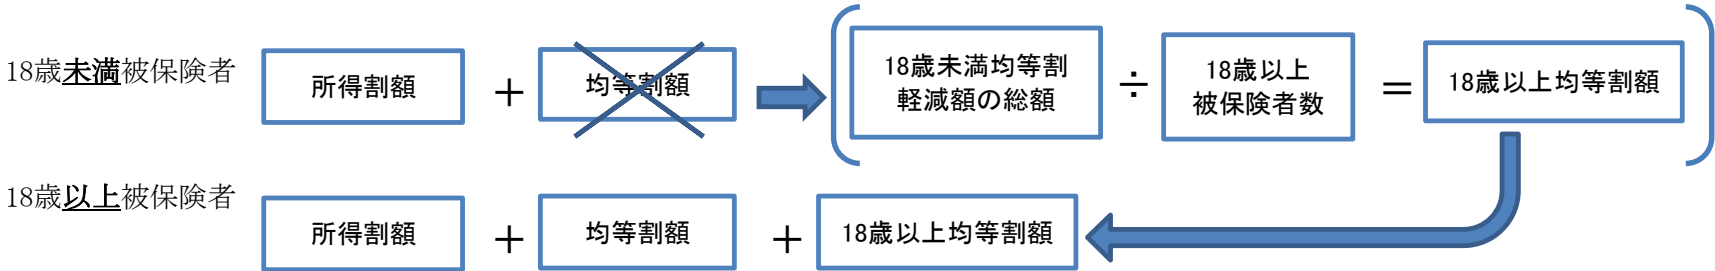 18歳未満被保険者
所得割額
+
均等割額
18歳未満均等割
軽減額の総額
÷
18歳以上
被保険者数
=
18歳以上均等割額
18歳以上被保険者
所得割額
+
均等割額
+
18歳以上均等割額